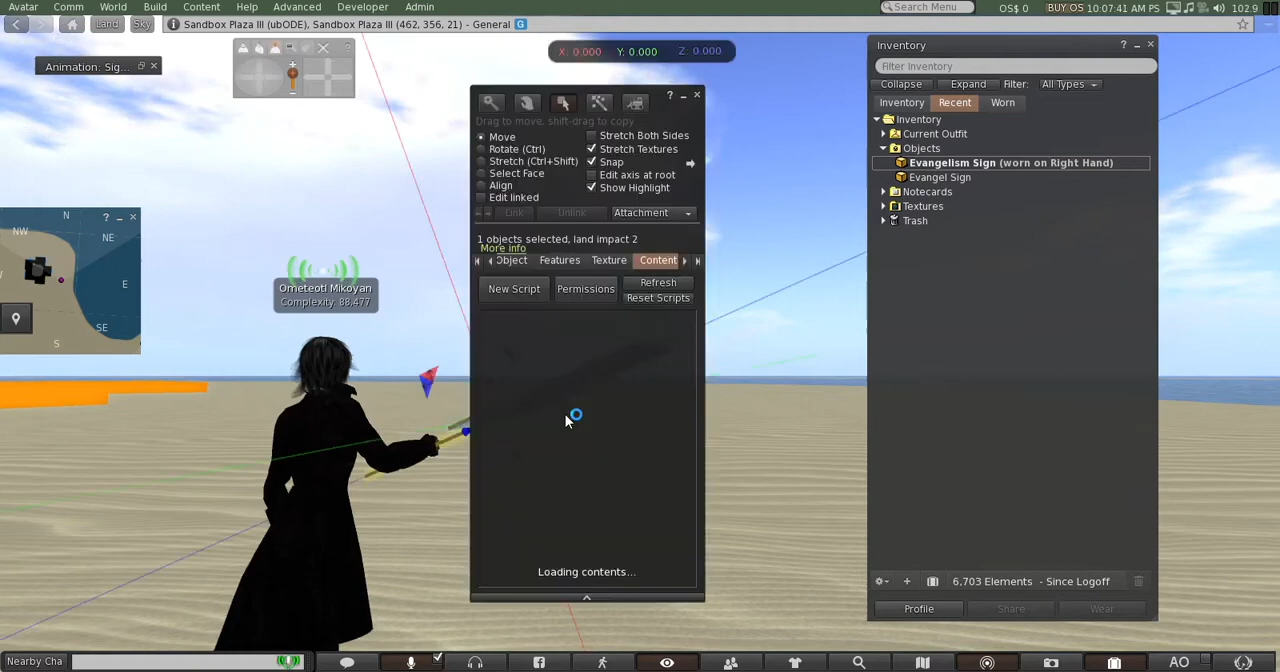 Avatar Comm World Build Content Help Advanced Developer Admin
Search Menu OS$ 0 BUY OS 10:07:41 AM PS 102.9
Land Sky Sandbox Plaza III (ubODE), Sandbox Plaza III (462, 356, 21) - General G
X: 0.000 Y: 0.000 Z: 0.000
Animation: Sig...
?
Inventory
Filter Inventory
Collapse Expand Filter: All Types
Inventory Recent Worn
Inventory
Current Outfit
Objects
Evangelism Sign (worn on Right Hand)
Evangel Sign
Notecards
Textures
Trash
6,703 Elements - Since Logoff
Profile Share Wear
Drag to move, shift-drag to copy
Move
Rotate (Ctrl)
Stretch (Ctrl+Shift)
Select Face
Align
Edit linked
Stretch Both Sides
Stretch Textures
Snap
Edit axis at root
Show Highlight
Link Unlink Attachment
1 objects selected, land impact 2
More info
Object Features Texture Content
New Script Permissions Refresh
Reset Scripts
Loading contents...
N
NW NE
E
SE
S
Ometeotl Mikoyan
Complexity: 88,477
Nearby Cha
AO